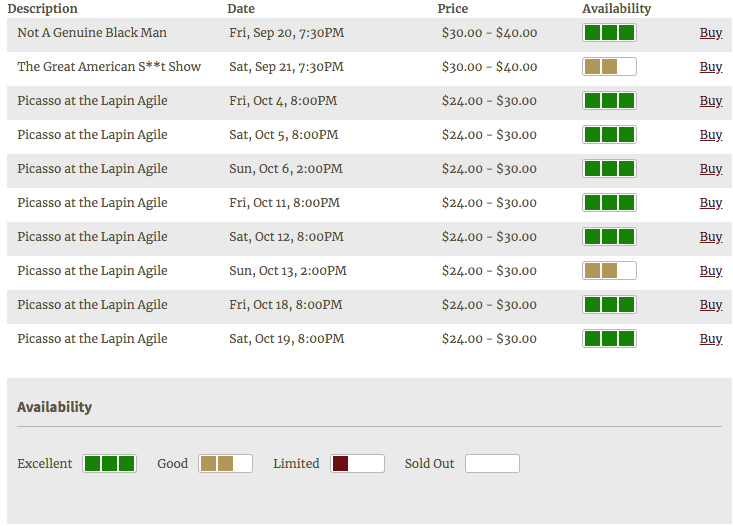 Description Date Price Availability
Not A Genuine Black Man Fri, Sep 20, 7:30PM $30.00 - $40.00 Buy
The Great American S**t Show Sat, Sep 21, 7:30PM $30.00 - $40.00 Buy
Picasso at the Lapin Agile Fri, Oct 4, 8:00PM $24.00 - $30.00 Buy
Picasso at the Lapin Agile Sat, Oct 5, 8:00PM $24.00 - $30.00 Buy
Picasso at the Lapin Agile Sun, Oct 6, 2:00PM $24.00 - $30.00 Buy
Picasso at the Lapin Agile Fri, Oct 11, 8:00PM $24.00 - $30.00 Buy
Picasso at the Lapin Agile Sat, Oct 12, 8:00PM $24.00 - $30.00 Buy
Picasso at the Lapin Agile Sun, Oct 13, 2:00PM $24.00 - $30.00 Buy
Picasso at the Lapin Agile Fri, Oct 18, 8:00PM $24.00 - $30.00 Buy
Picasso at the Lapin Agile Sat, Oct 19, 8:00PM $24.00 - $30.00 Buy
Availability
Excellent Good Limited Sold Out